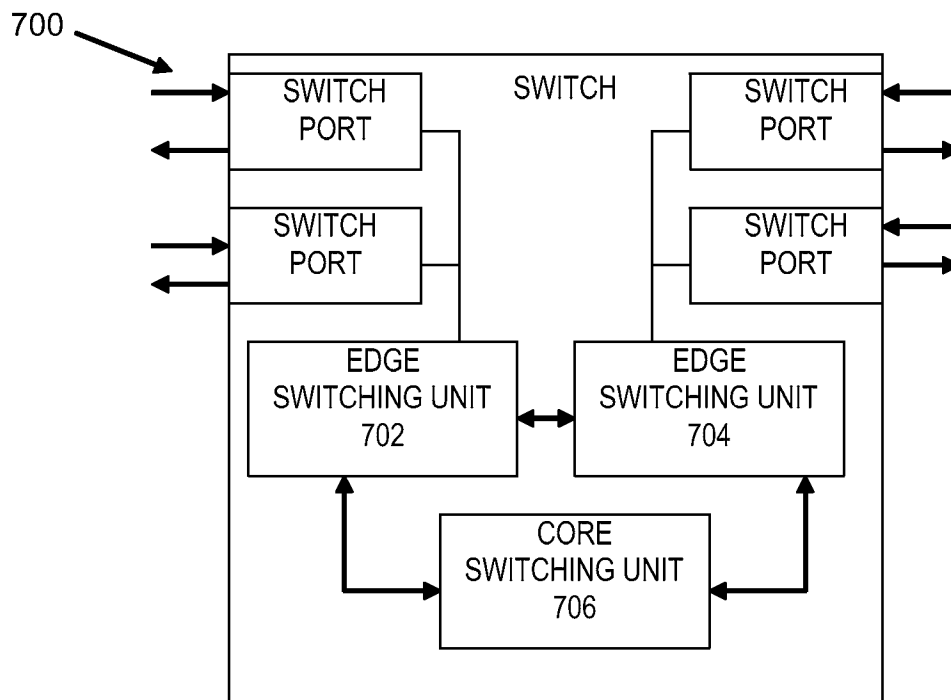 700
SWITCH
PORT
SWITCH
SWITCH
PORT
SWITCH
PORT
SWITCH
PORT
EDGE
SWITCHING UNIT
702
EDGE
SWITCHING UNIT
704
CORE
SWITCHING UNIT
706